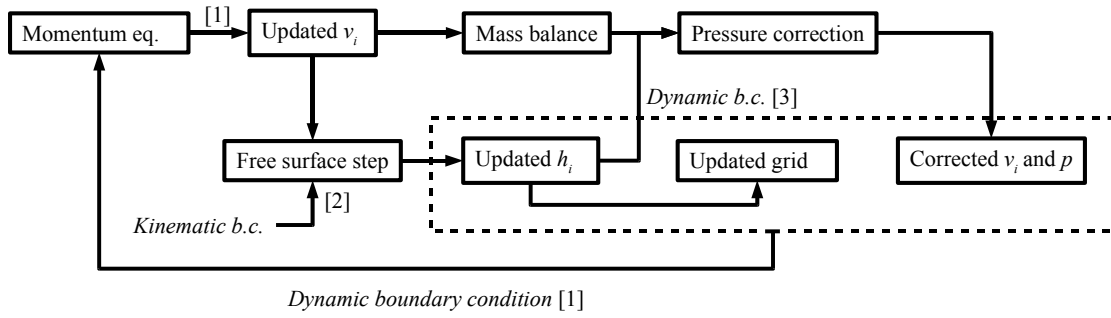 [1]
Momentum eq.
Updated v_i
Mass balance
Pressure correction
Dynamic b.c. [3]
Free surface step
Updated h_i
Updated grid
Corrected v_i and p
[2]
Kinematic b.c.
Dynamic boundary condition [1]